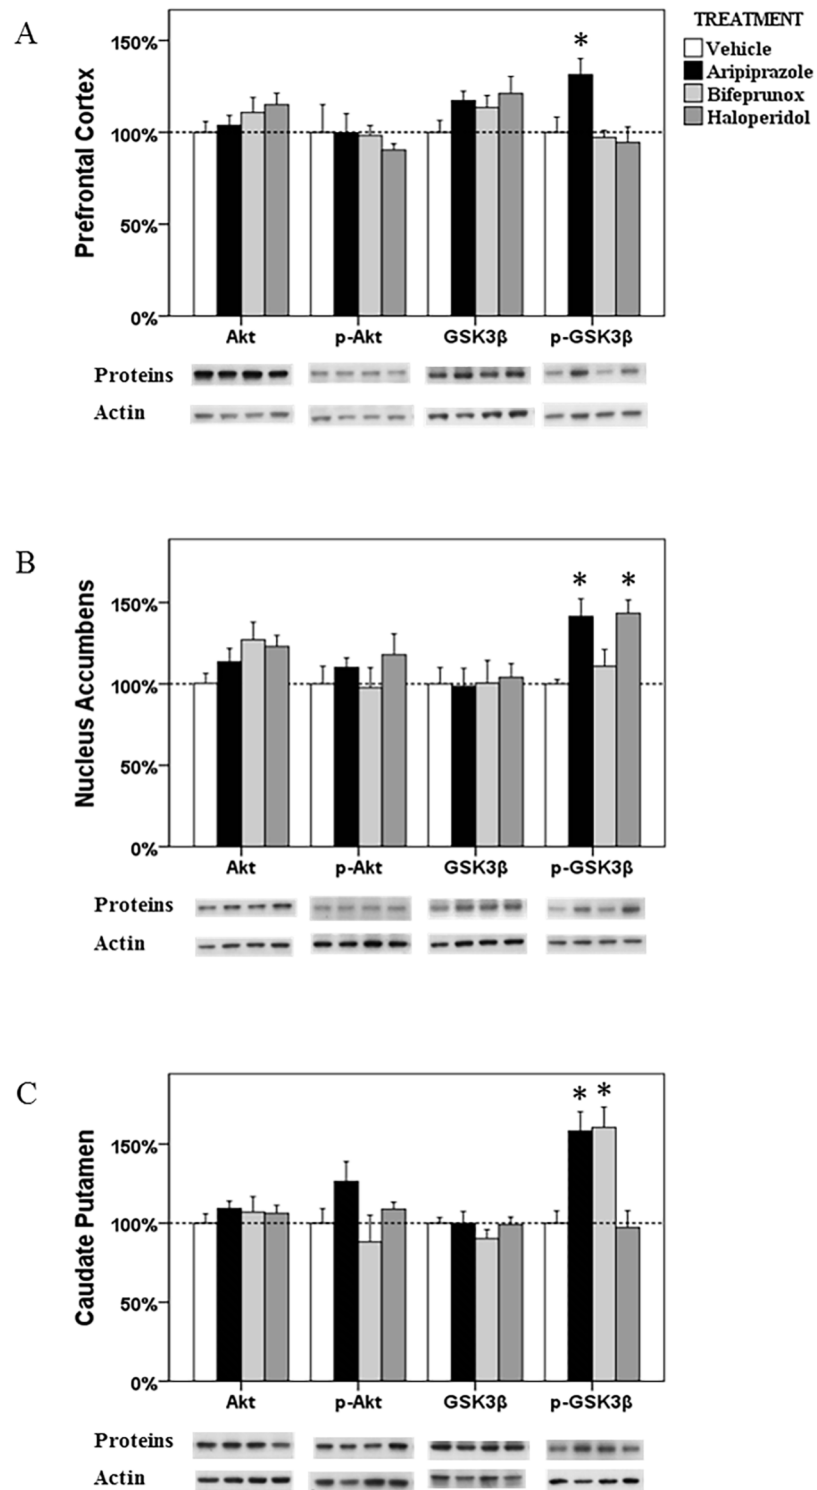 A
TREATMENT
Vehicle
Aripiprazole
Bifeprunox
Haloperidol
Prefrontal Cortex
150%
100%
50%
0%
*
Akt p-Akt GSK3β p-GSK3β
Proteins
Actin
B
Nucleus Accumbens
150%
100%
50%
0%
* *
Akt p-Akt GSK3β p-GSK3β
Proteins
Actin
C
Caudate Putamen
150%
100%
50%
0%
* *
Akt p-Akt GSK3β p-GSK3β
Proteins
Actin